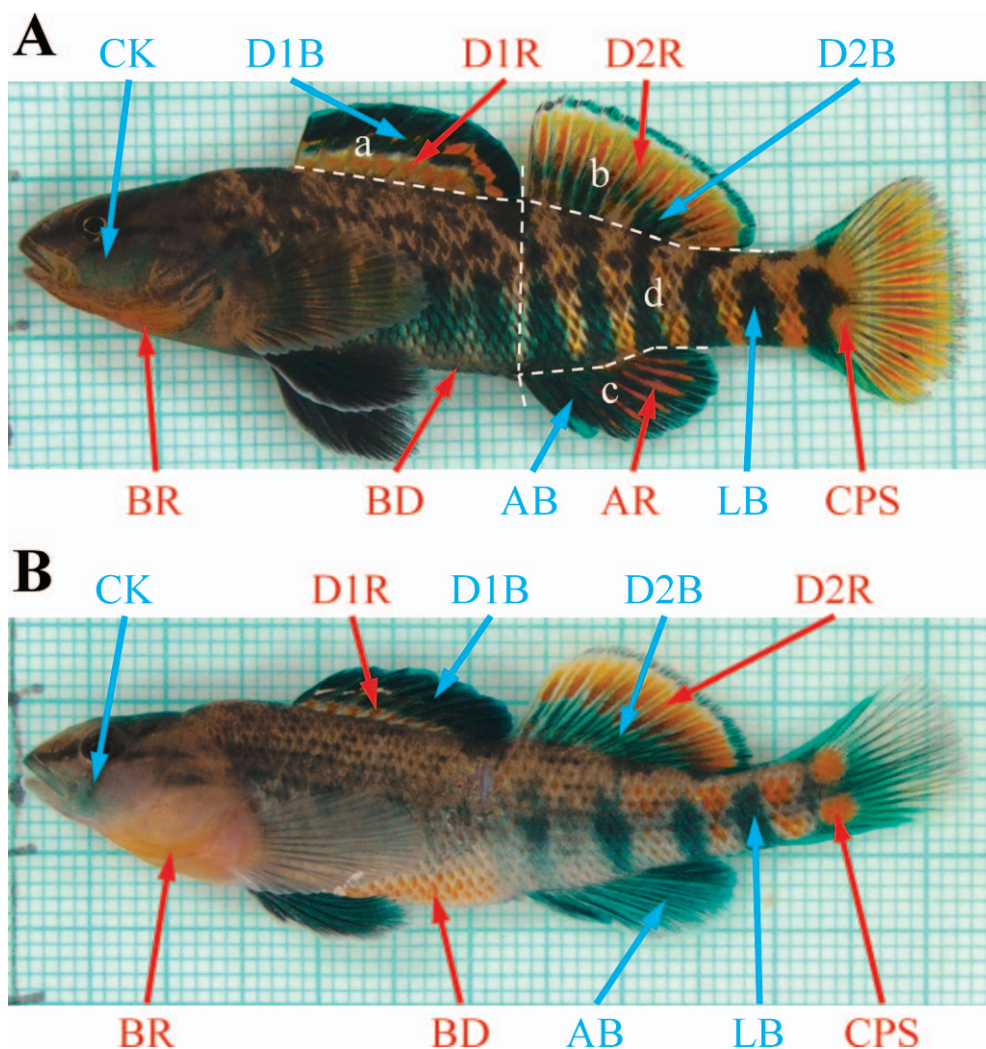 A
CK D1B D1R D2R D2B
a
b
d
c
BR BD AB AR LB CPS
B
CK D1R D1B D2B D2R
BR BD AB LB CPS